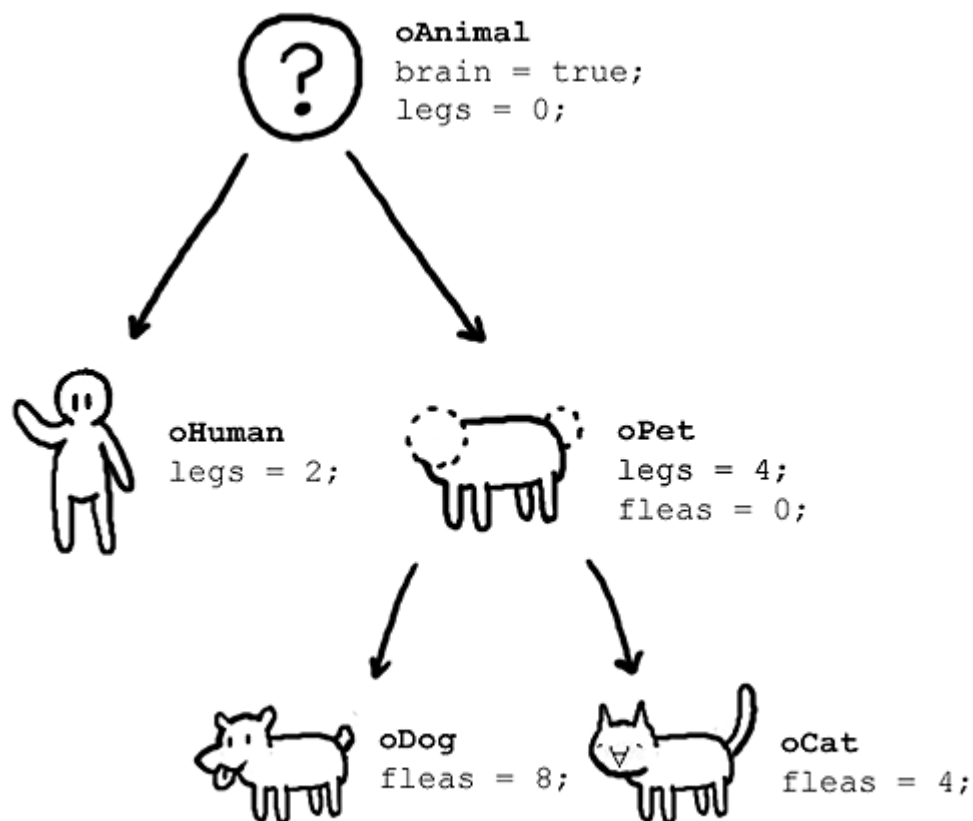 ?
oAnimal
brain = true;
legs = 0;
oHuman
legs = 2;
oPet
legs = 4;
fleas = 0;
oDog
fleas = 8;
oCat
fleas = 4;